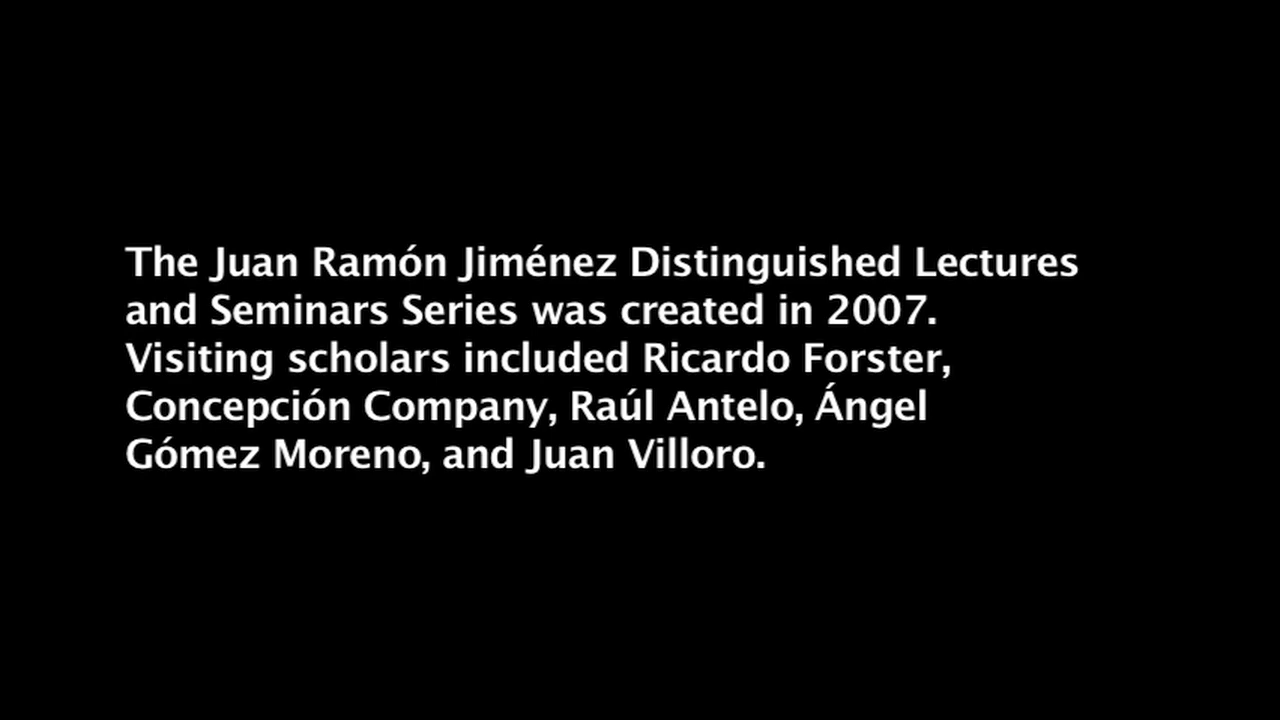 The Juan Ramón Jiménez Distinguished Lectures
and Seminars Series was created in 2007.
Visiting scholars included Ricardo Forster,
Concepción Company, Raúl Antelo, Ángel
Gómez Moreno, and Juan Villoro.